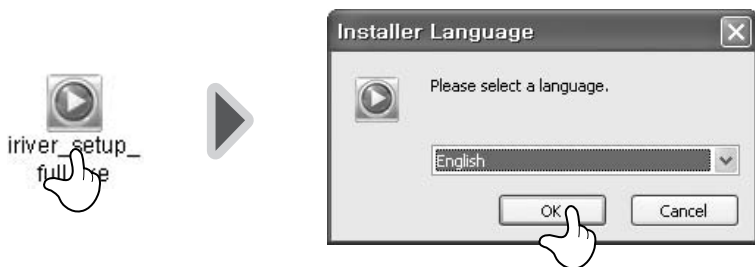 iriver_setup_
Installer Language
Please select a language.
English
OK
Cancel